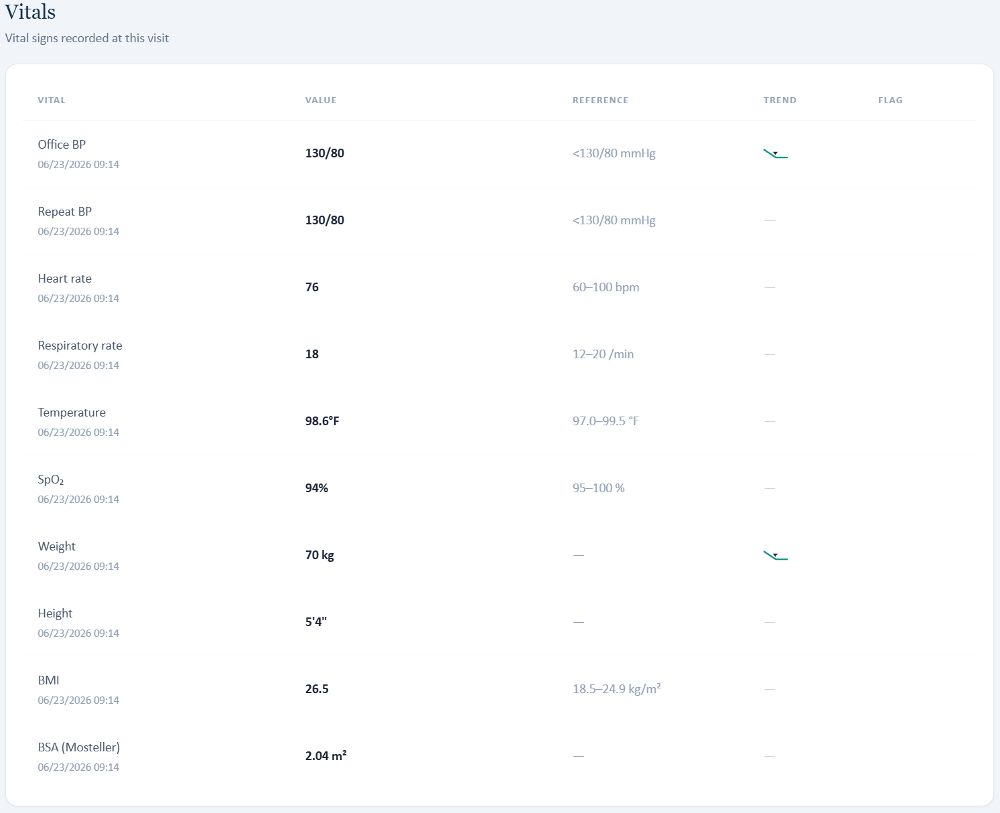 Vitals
Vital signs recorded at this visit
VITAL VALUE REFERENCE TREND FLAG
Office BP
06/23/2026 09:14
130/80 <130/80 mmHg
Repeat BP
06/23/2026 09:14
130/80 <130/80 mmHg —
Heart rate
06/23/2026 09:14
76 60–100 bpm —
Respiratory rate
06/23/2026 09:14
18 12–20 /min —
Temperature
06/23/2026 09:14
98.6°F 97.0–99.5 °F —
SpO₂
06/23/2026 09:14
94% 95–100 % —
Weight
06/23/2026 09:14
70 kg —
Height
06/23/2026 09:14
5'4" — —
BMI
06/23/2026 09:14
26.5 18.5–24.9 kg/m² —
BSA (Mosteller)
06/23/2026 09:14
2.04 m² — —